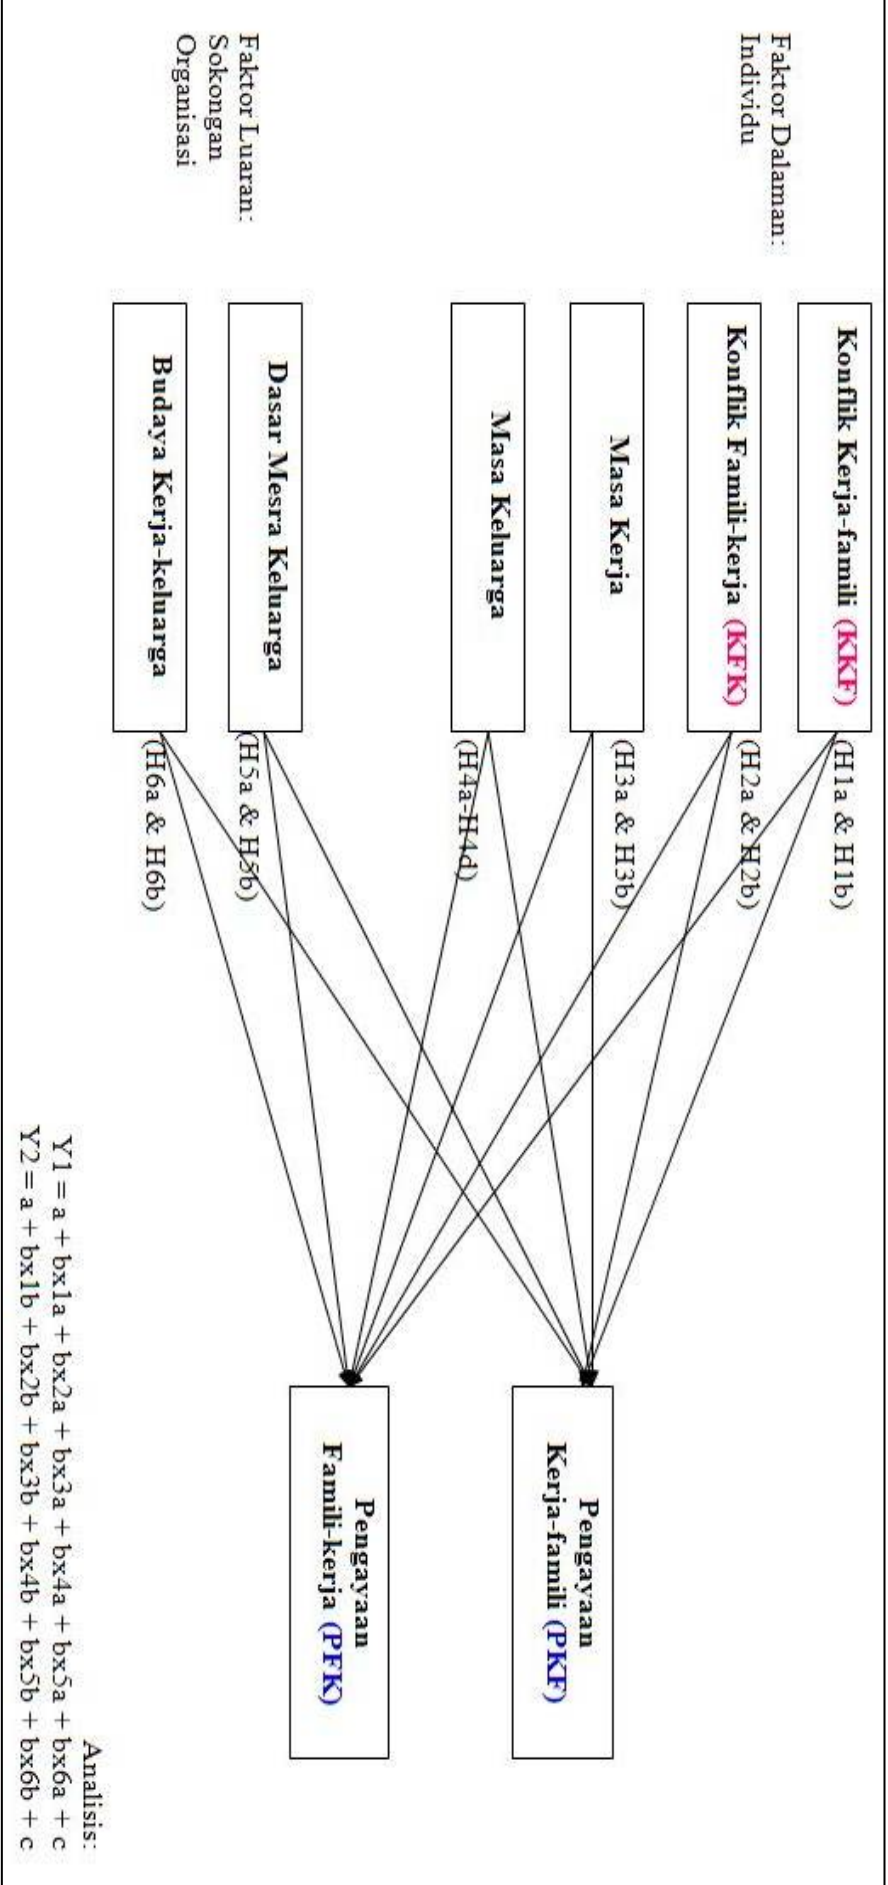 Faktor Dalaman:
Individu
Konflik Kerja-famili (KKF)
(H1a & H1b)
Konflik Famili-kerja (KFK)
(H2a & H2b)
Masa Kerja
(H3a & H3b)
Masa Keluarga
(H4a-H4d)
Faktor Luaran:
Sokongan
Organisasi
Dasar Mesra Keluarga
(H5a & H5b)
Budaya Kerja-keluarga
(H6a & H6b)
Pengayaan
Kerja-famili (PKF)
Pengayaan
Famili-kerja (PFK)
Analisis:
Y1 = a + bx1a + bx2a + bx3a + bx4a + bx5a + bx6a + c
Y2 = a + bx1b + bx2b + bx3b + bx4b + bx5b + bx6b + c